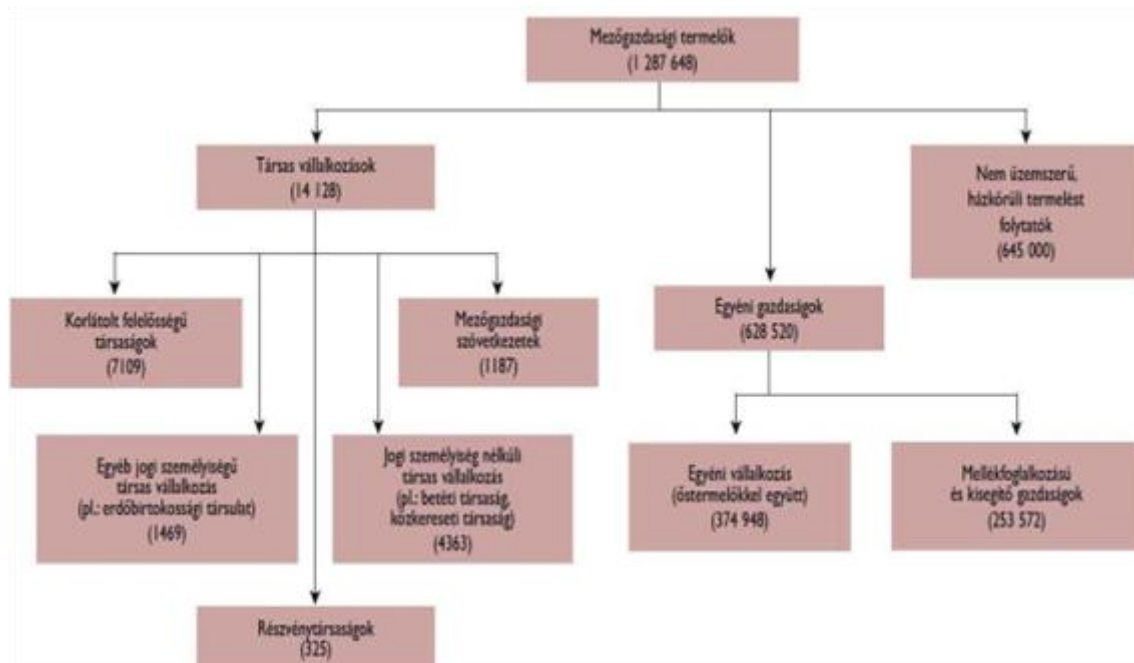 Mezőgazdasági termelők
(1 287 648)
Társas vállalkozások
(14 128)
Nem üzemszerű,
házkörüli termelést
folytatók
(645 000)
Korlátolt felelősségű
társaságok
(7109)
Mezőgazdasági
szövetkezetek
(1187)
Egyéni gazdaságok
(628 520)
Egyéb jogi személyiségű
társas vállalkozás
(pl.: erdőbirtokossági társulat)
(1469)
Jogi személyiség nélküli
társas vállalkozás
(pl.: betéti társaság,
közkereseti társaság)
(4363)
Egyéni vállalkozás
(őstermelőkkel együtt)
(374 948)
Mellékfoglalkozású
és kisegítő gazdaságok
(253 572)
Részvénytársaságok
(325)